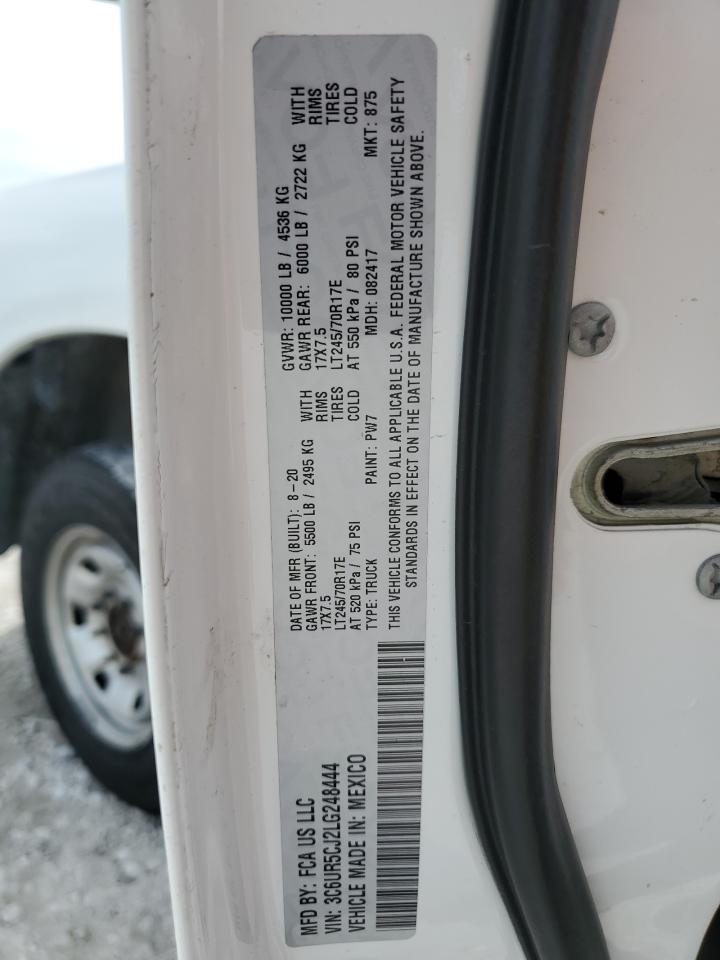 MFD BY: FCA US LLC
VIN: 3C6UR5CJ2LG248444
VEHICLE MADE IN: MEXICO
DATE OF MFR (BUILT): 8-20 GVWR: 10000 LB / 4536 KG
GAWR FRONT: 5500 LB / 2495 KG WITH GAWR REAR: 6000 LB / 2722 KG WITH
17X7.5 RIMS 17X7.5 RIMS
LT245/70R17E TIRES LT245/70R17E TIRES
AT 520 kPa / 75 PSI COLD AT 550 kPa / 80 PSI COLD
TYPE: TRUCK PAINT: PW7 MDH: 082417 MKT: 875
THIS VEHICLE CONFORMS TO ALL APPLICABLE U.S.A. FEDERAL MOTOR VEHICLE SAFETY
STANDARDS IN EFFECT ON THE DATE OF MANUFACTURE SHOWN ABOVE.